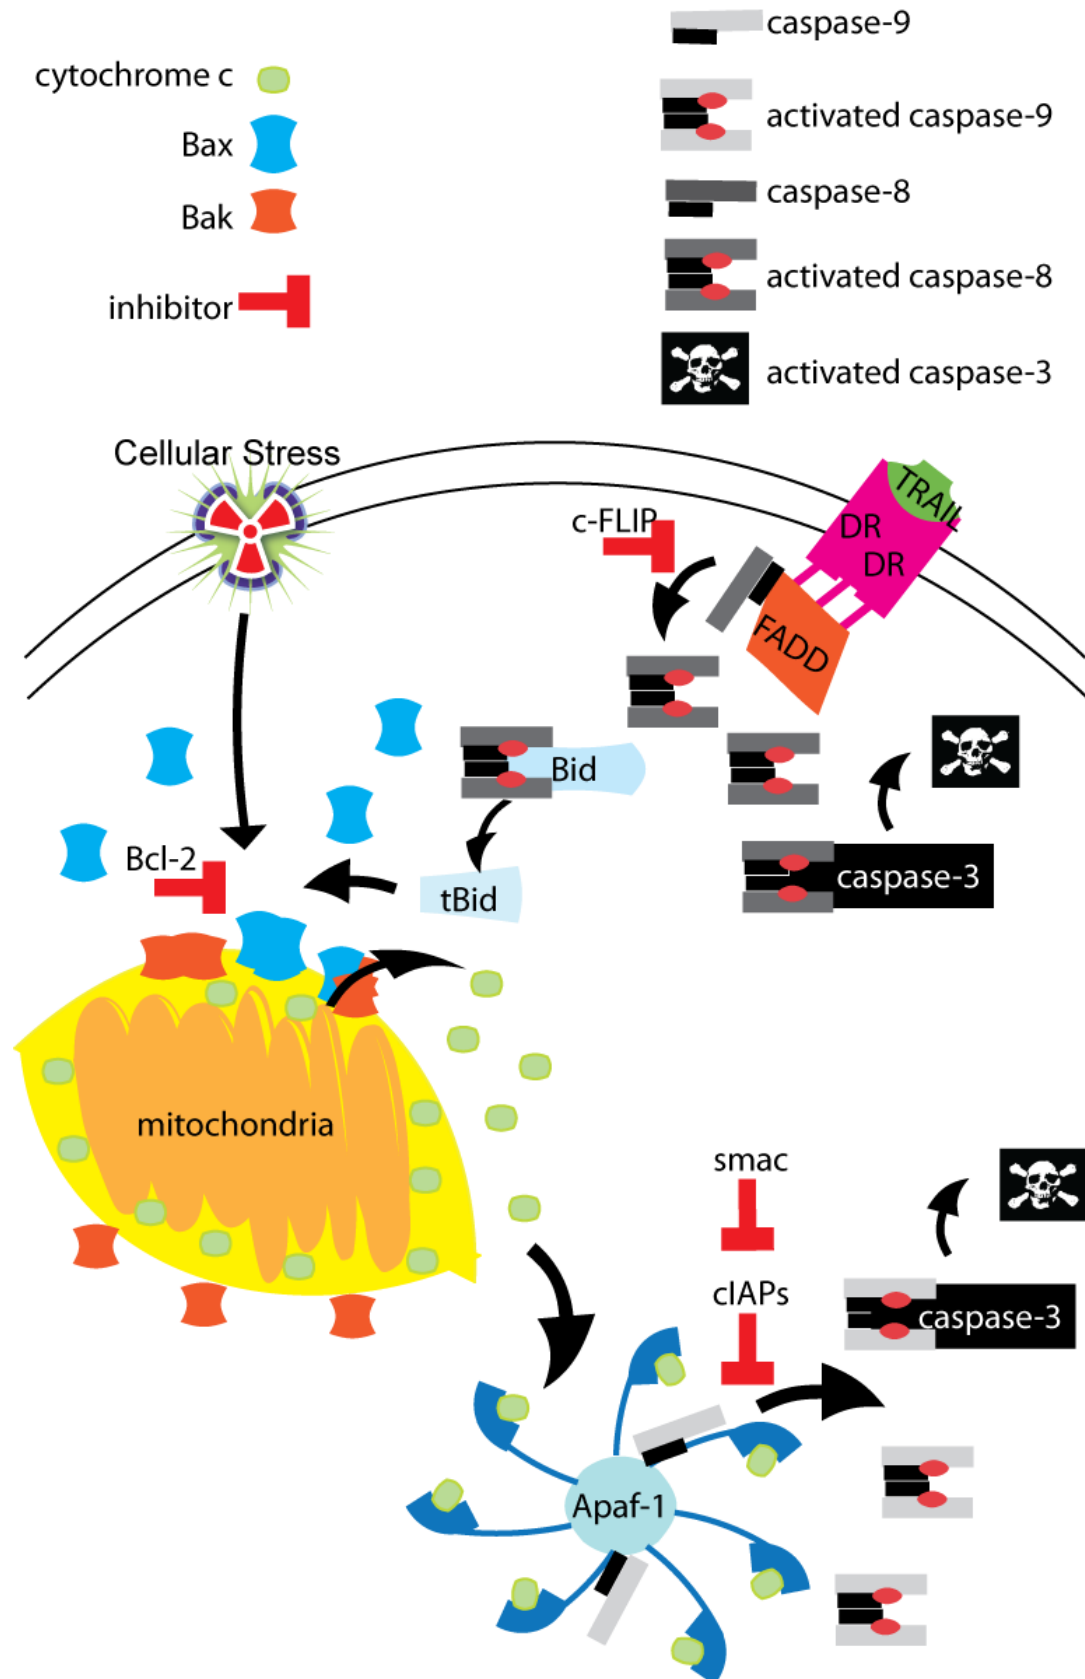 cytochrome c
Bax
Bak
inhibitor
caspase-9
activated caspase-9
caspase-8
activated caspase-8
activated caspase-3
Cellular Stress
TRAIL
DR
DR
c-FLIP
FADD
Bid
Bcl-2
tBid
caspase-3
mitochondria
smac
cIAPs
caspase-3
Apaf-1